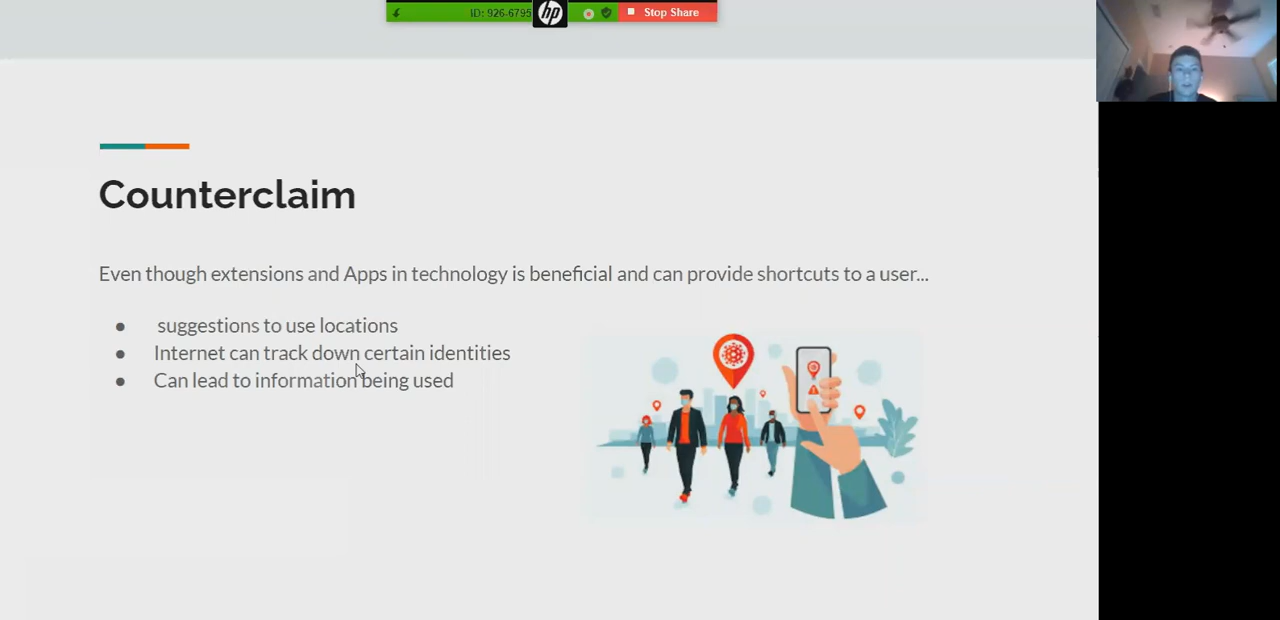 ID: 926-6795
hp
Stop Share
Counterclaim
Even though extensions and Apps in technology is beneficial and can provide shortcuts to a user...
● suggestions to use locations
● Internet can track down certain identities
● Can lead to information being used